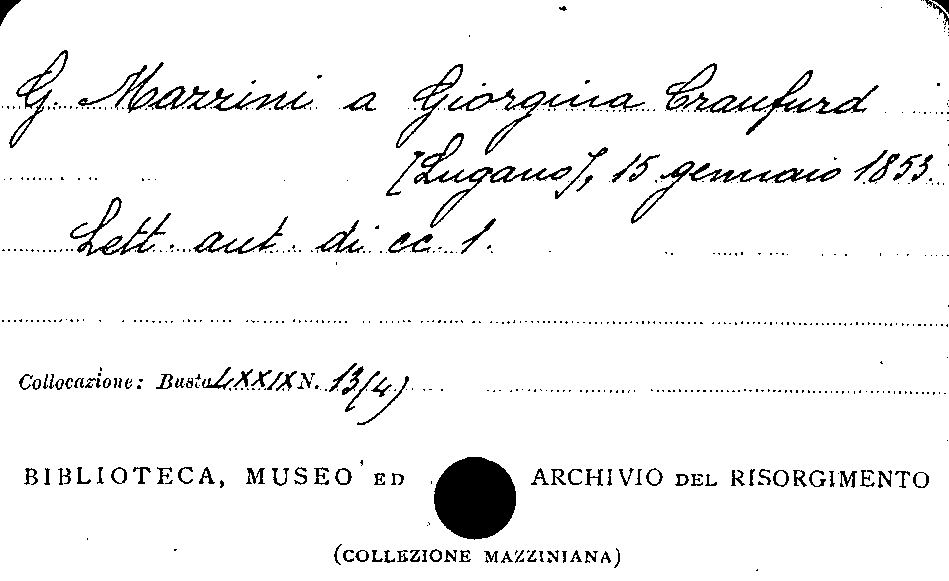 G. Mazzini a Giorgina Craufurd
[Lugano], 15 gennaio 1853.
Lett. aut. di cc. 1.
Collocazione: Busta LXXIX N. 13(4)
BIBLIOTECA, MUSEO ED ARCHIVIO DEL RISORGIMENTO
(COLLEZIONE MAZZINIANA)